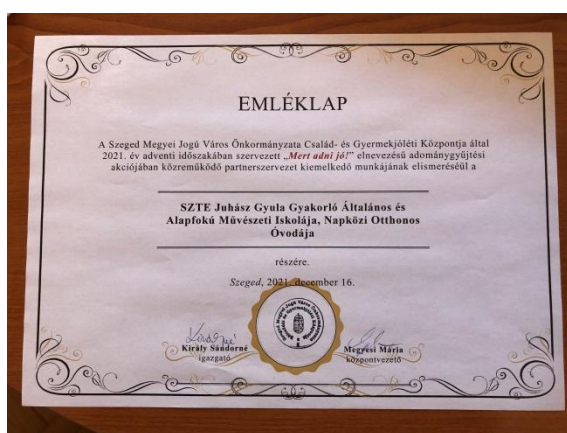 EMLÉKLAP
A Szeged Megyei Jogú Város Önkormányzata Család- és Gyermekjóléti Központja által
2021. év adventi időszakában szervezett „Mert adni jó!” elnevezésű adománygyűjtési
akciójában közreműködő partnerszervezet kiemelkedő munkájának elismeréséül a
SZTE Juhász Gyula Gyakorló Általános és
Alapfokú Művészeti Iskolája, Napközi Otthonos
Óvodája
részére.
Szeged, 2021. december 16.
Király Sándorné
igazgató
Megyesi Mária
központvezető